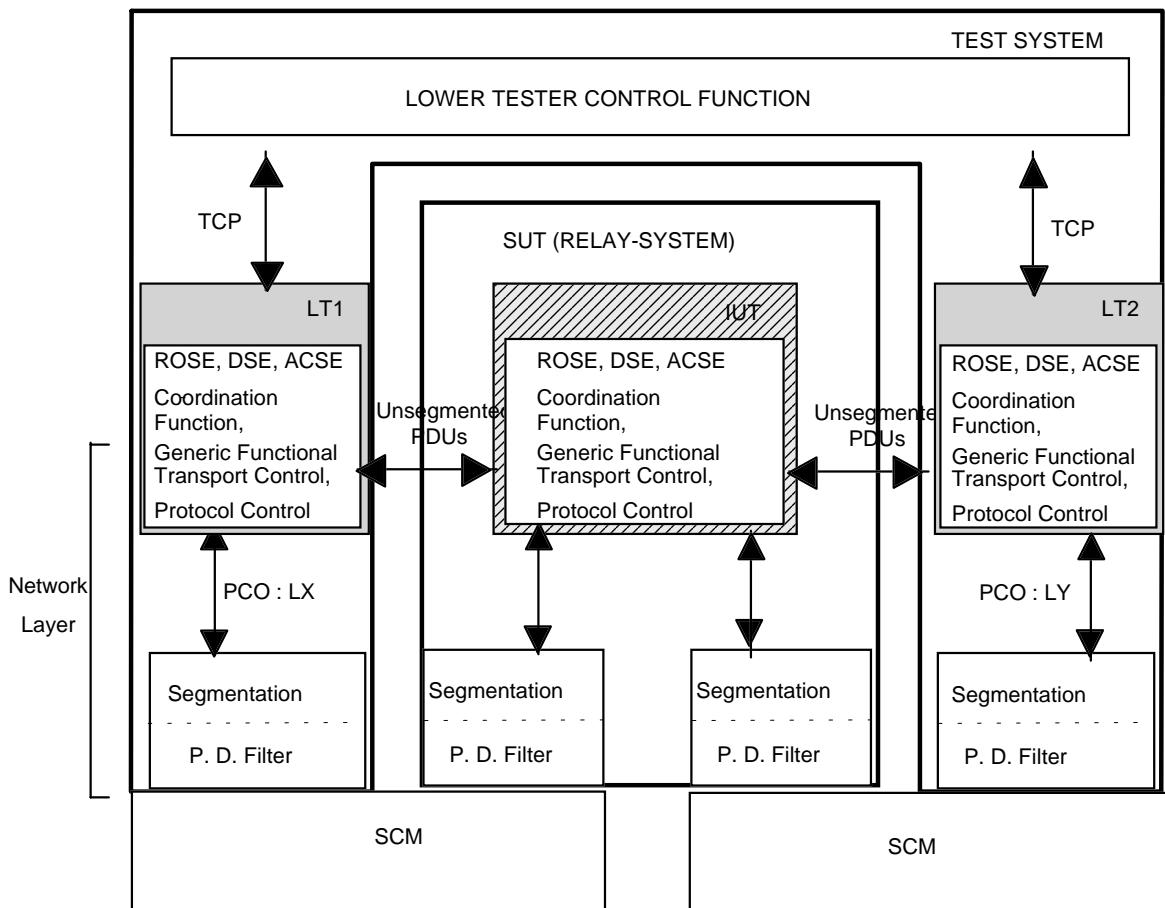 TEST SYSTEM
LOWER TESTER CONTROL FUNCTION
TCP
TCP
SUT (RELAY-SYSTEM)
LT1
IUT
LT2
ROSE, DSE, ACSE
Coordination
Function,
Generic Functional
Transport Control,
Protocol Control
Unsegmented
PDUs
ROSE, DSE, ACSE
Coordination
Function,
Generic Functional
Transport Control,
Protocol Control
Unsegmente
PDUs
ROSE, DSE, ACSE
Coordination
Function,
Generic Functional
Transport Control,
Protocol Control
Network
Layer
PCO : LX
PCO : LY
Segmentation
P. D. Filter
Segmentation
P. D. Filter
Segmentation
P. D. Filter
Segmentation
P. D. Filter
SCM
SCM